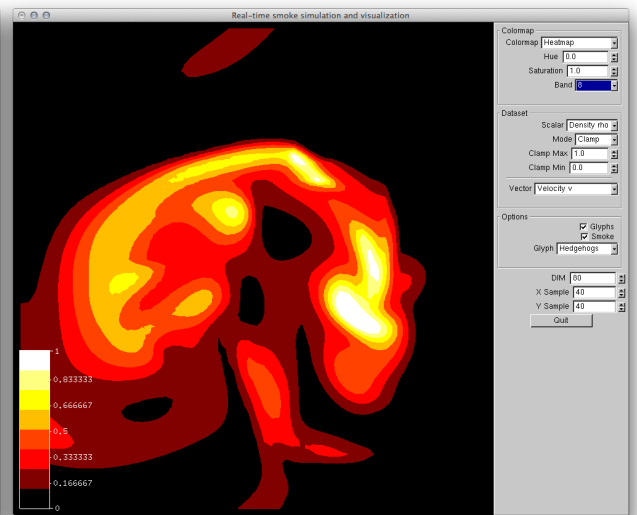 Real-time smoke simulation and visualization
Colormap
Colormap Heatmap
Hue 0.0
Saturation 1.0
Band 8
Dataset
Scalar Density rho
Mode Clamp
Clamp Max 1.0
Clamp Min 0.0
Vector Velocity v
Options
Glyphs
Smoke
Glyph Hedgehogs
DIM 80
X Sample 40
Y Sample 40
Quit
1
0.833333
0.666667
0.5
0.333333
0.166667
0